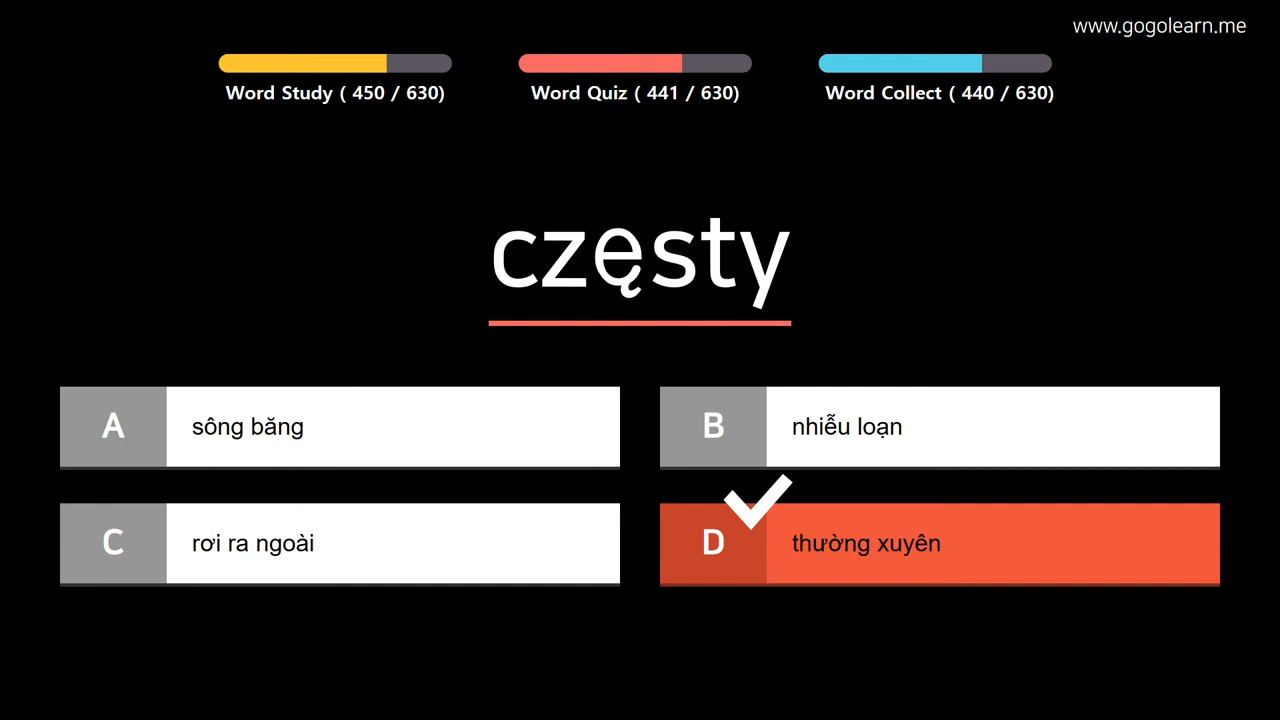 www.gogolearn.me
Word Study ( 450 / 630)
Word Quiz ( 441 / 630)
Word Collect ( 440 / 630)
częsty
A
sông băng
B
nhiễu loạn
C
rơi ra ngoài
D
thường xuyên